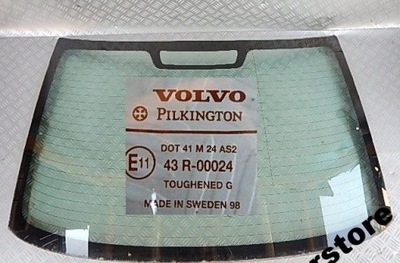 VOLVO
PILKINGTON
DOT 41 M 24 AS2
E11 43 R-00024
TOUGHENED G
MADE IN SWEDEN 98
rstore